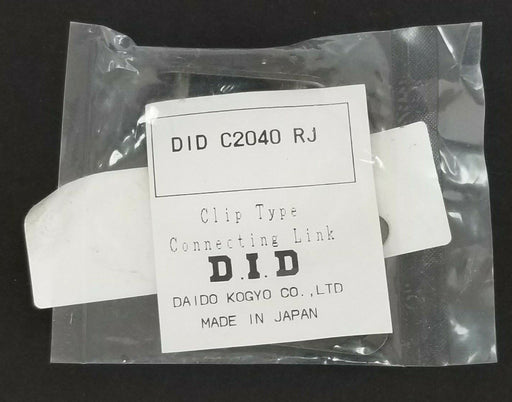 DID C2040 RJ
Clip Type
Connecting Link
D.I.D
DAIDO KOGYO CO.,LTD
MADE IN JAPAN